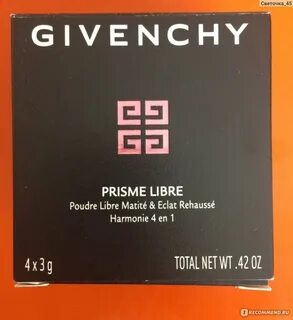 Светочка_45
GIVENCHY
PRISME LIBRE
Poudre Libre Matité & Eclat Rehaussé
Harmonie 4 en 1
4 x 3 g TOTAL NET WT .42 OZ
IRECOMMEND.RU